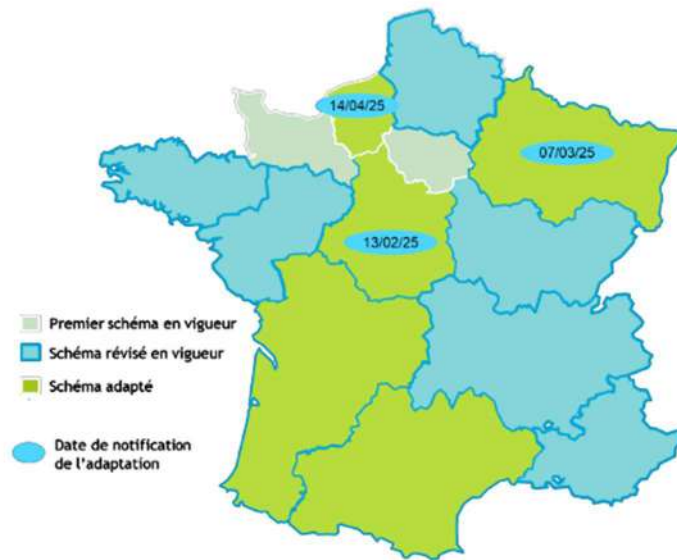 14/04/25
07/03/25
13/02/25
Premier schéma en vigueur
Schéma révisé en vigueur
Schéma adapté
Date de notification
de l'adaptation